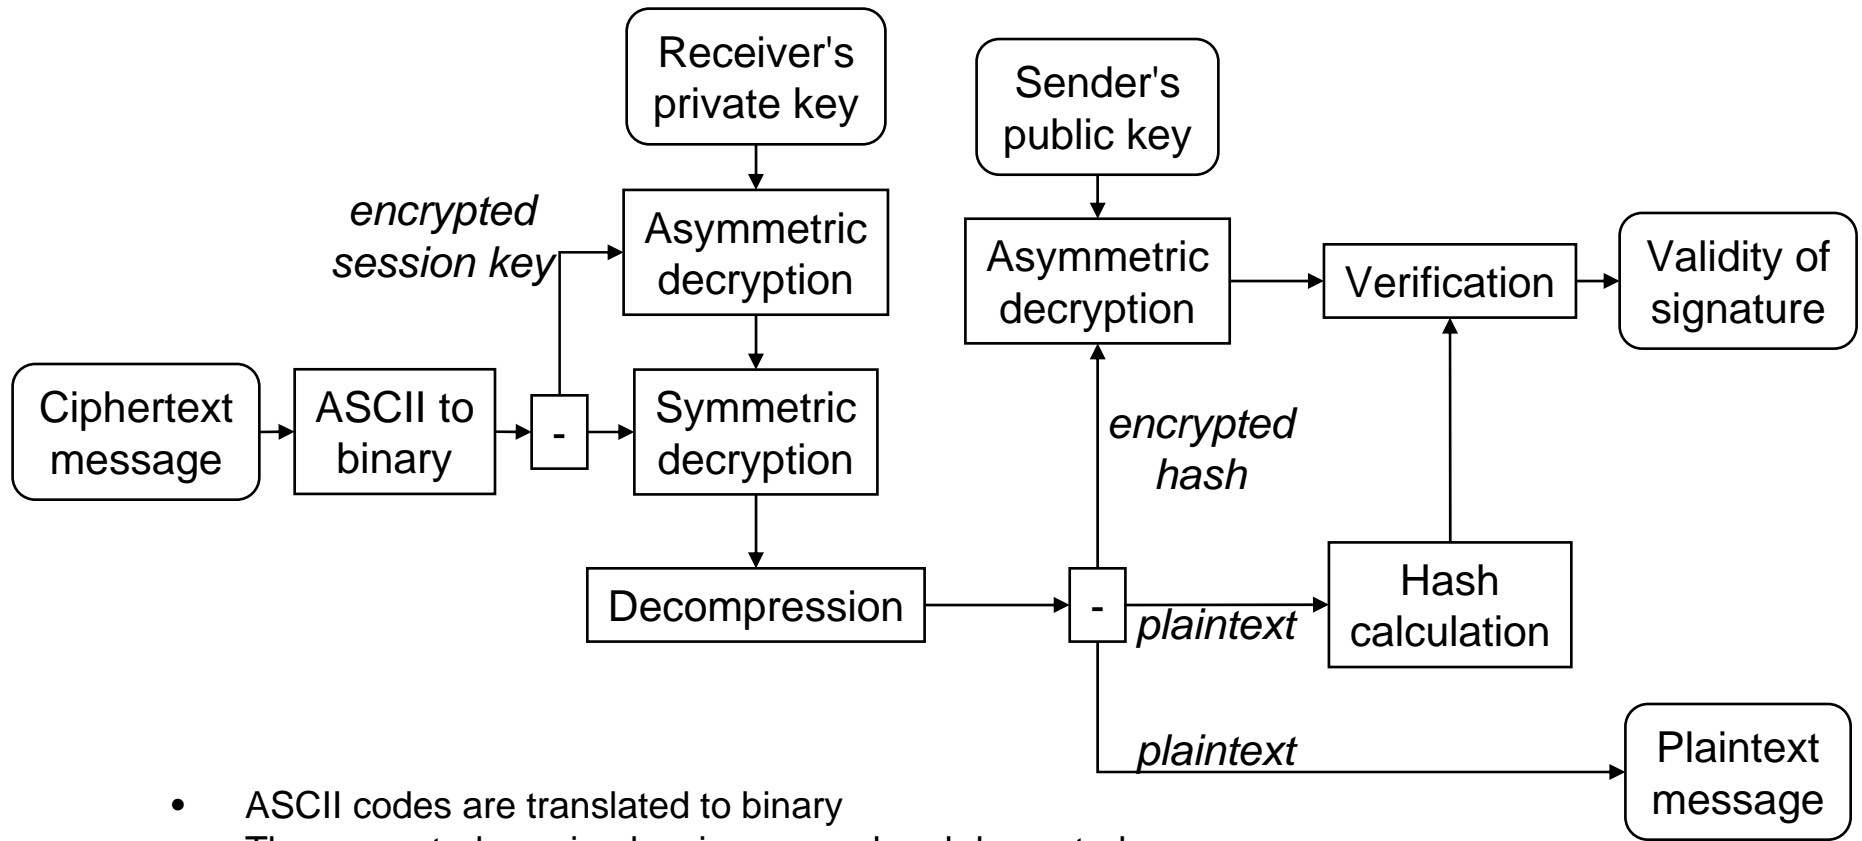 Receiver's
private key
Sender's
public key
encrypted
session key
Asymmetric
decryption
Asymmetric
decryption
Verification
Validity of
signature
Ciphertext
message
ASCII to
binary
-
Symmetric
decryption
encrypted
hash
Decompression
-
plaintext
Hash
calculation
plaintext
Plaintext
message
• ASCII codes are translated to binary